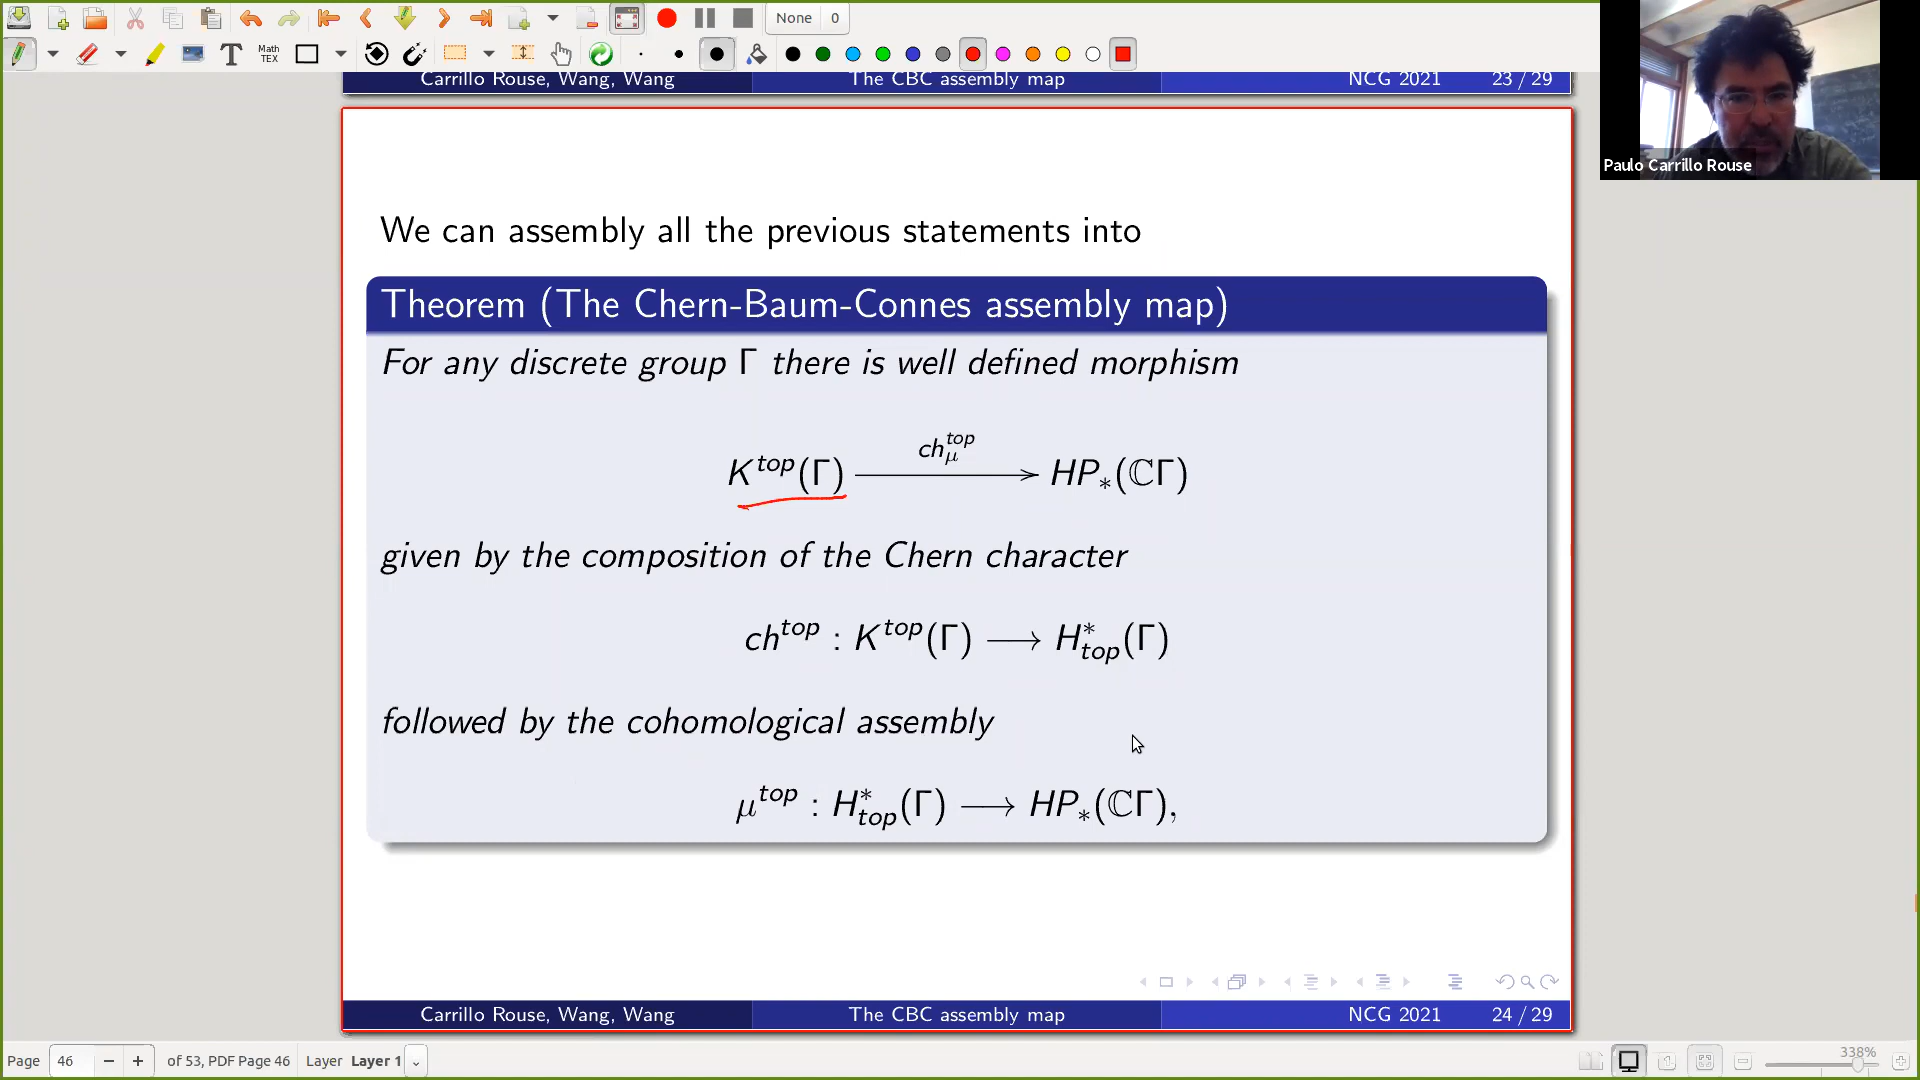 None 0
Math
TEX
Carrillo Rouse, Wang, Wang The CBC assembly map NCG 2021 23 / 29
Paulo Carrillo Rouse
We can assembly all the previous statements into
Theorem (The Chern-Baum-Connes assembly map)
For any discrete group Γ there is well defined morphism
K^{top}(Γ) \xrightarrow{ch_μ^{top}} HP_*(ℂΓ)
given by the composition of the Chern character
ch^{top} : K^{top}(Γ) ⟶ H^*_{top}(Γ)
followed by the cohomological assembly
μ^{top} : H^*_{top}(Γ) ⟶ HP_*(ℂΓ),
Carrillo Rouse, Wang, Wang The CBC assembly map NCG 2021 24 / 29
Page 46 of 53, PDF Page 46 Layer Layer 1 338%